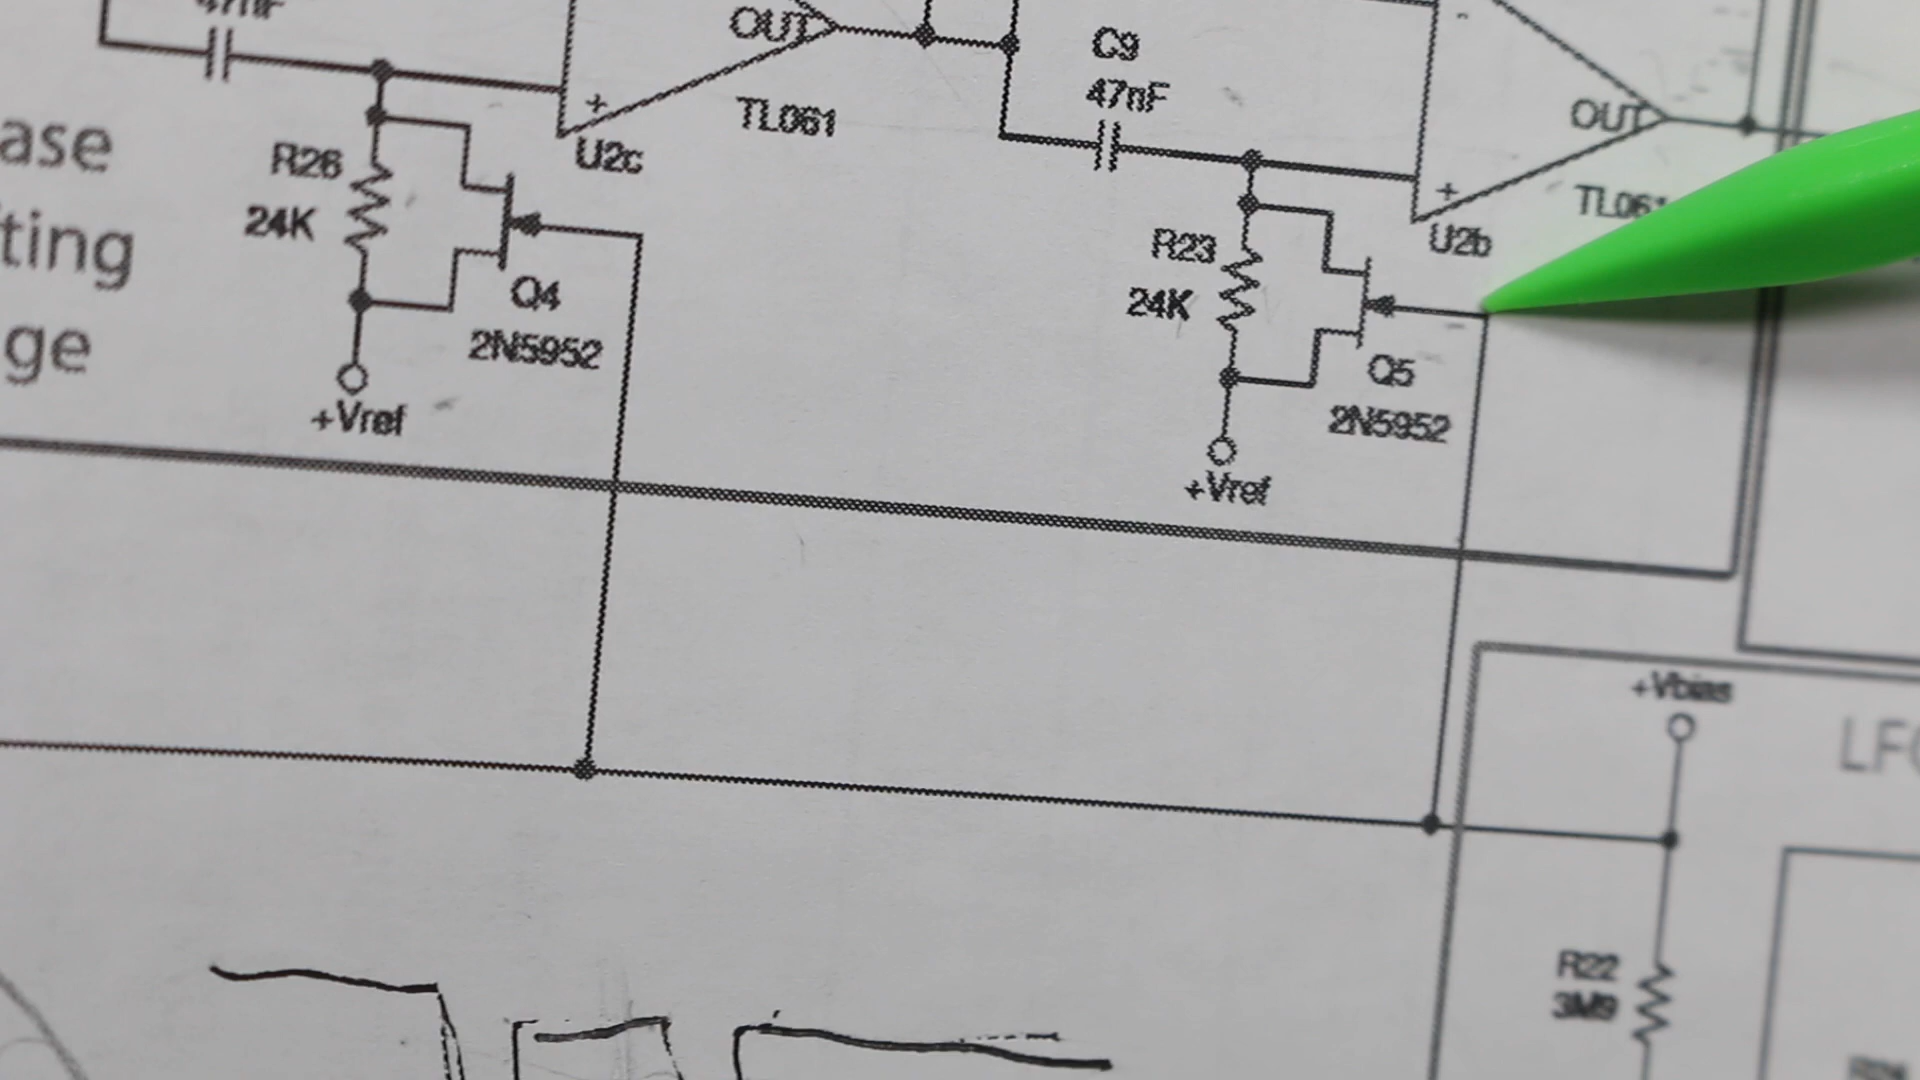 47nF
OUT
+
TL061
U2c
R26
24K
Q4
2N5952
+Vref
ase
ting
ge
C9
47nF
OUT
-
+
U2b
R23
24K
Q5
2N5952
+Vref
+Vbias
R22
3M9